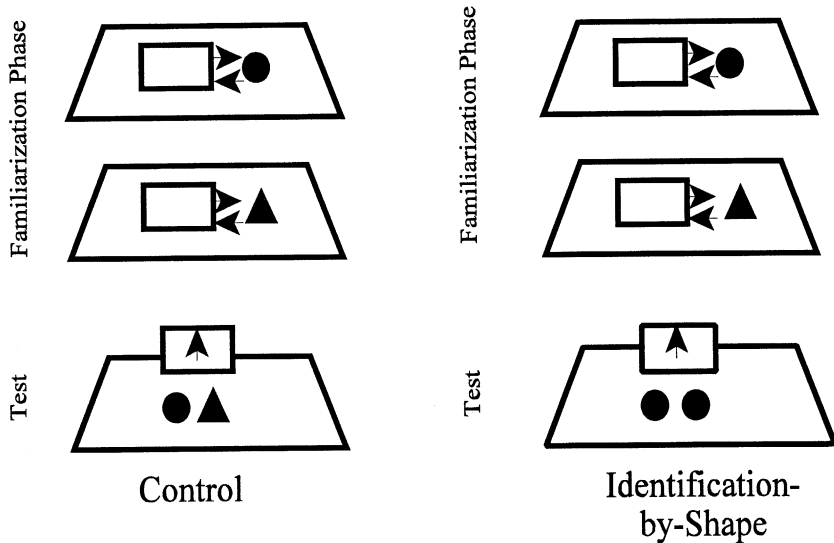 Familiarization Phase
Familiarization Phase
Test
Test
Control
Identification-
by-Shape